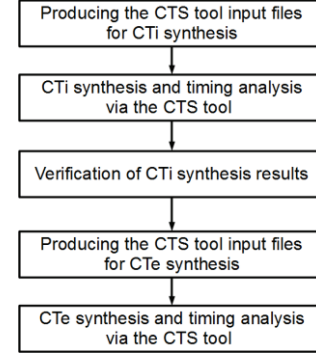 Producing the CTS tool input files
for CTi synthesis
CTi synthesis and timing analysis
via the CTS tool
Verification of CTi synthesis results
Producing the CTS tool input files
for CTe synthesis
CTe synthesis and timing analysis
via the CTS tool